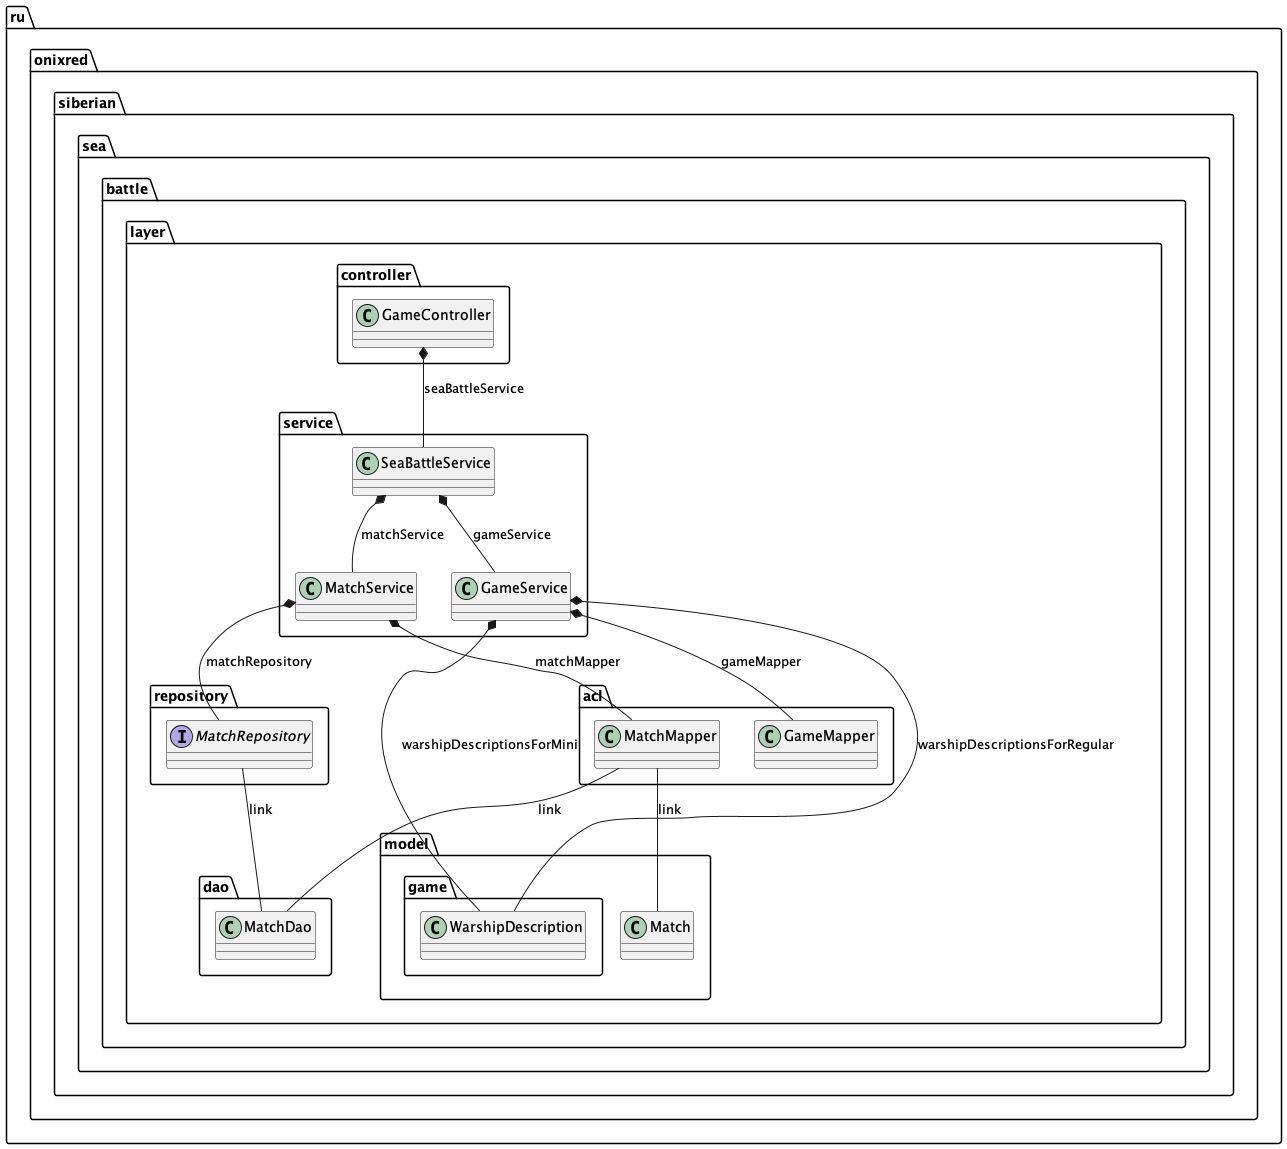 ru
onixred
siberian
sea
battle
layer
controller
C GameController
seaBattleService
service
C SeaBattleService
matchService
gameService
C MatchService
C GameService
matchRepository
matchMapper
gameMapper
repository
acl
I MatchRepository
C MatchMapper
C GameMapper
warshipDescriptionsForMini
warshipDescriptionsForRegular
link
link
link
model
dao
game
C MatchDao
C WarshipDescription
C Match